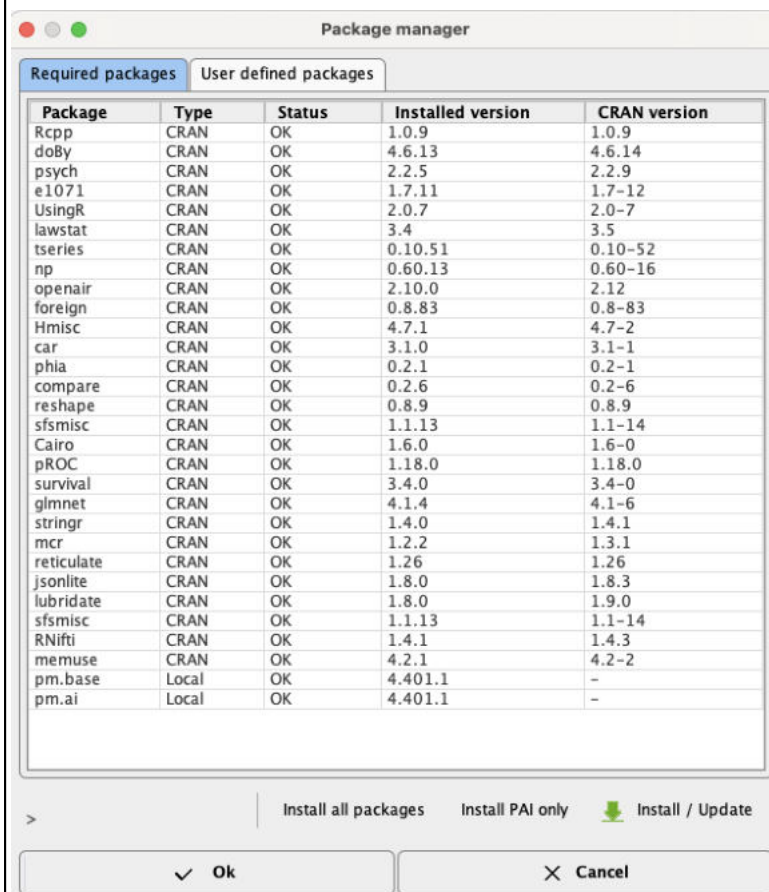 Package manager
Required packages User defined packages
Package Type Status Installed version CRAN version
Rcpp CRAN OK 1.0.9 1.0.9
doBy CRAN OK 4.6.13 4.6.14
psych CRAN OK 2.2.5 2.2.9
e1071 CRAN OK 1.7.11 1.7-12
UsingR CRAN OK 2.0.7 2.0-7
lawstat CRAN OK 3.4 3.5
tseries CRAN OK 0.10.51 0.10-52
np CRAN OK 0.60.13 0.60-16
openair CRAN OK 2.10.0 2.12
foreign CRAN OK 0.8.83 0.8-83
Hmisc CRAN OK 4.7.1 4.7-2
car CRAN OK 3.1.0 3.1-1
phia CRAN OK 0.2.1 0.2-1
compare CRAN OK 0.2.6 0.2-6
reshape CRAN OK 0.8.9 0.8.9
sfsmisc CRAN OK 1.1.13 1.1-14
Cairo CRAN OK 1.6.0 1.6-0
pROC CRAN OK 1.18.0 1.18.0
survival CRAN OK 3.4.0 3.4-0
glmnet CRAN OK 4.1.4 4.1-6
stringr CRAN OK 1.4.0 1.4.1
mcr CRAN OK 1.2.2 1.3.1
reticulate CRAN OK 1.26 1.26
jsonlite CRAN OK 1.8.0 1.8.3
lubridate CRAN OK 1.8.0 1.9.0
sfsmisc CRAN OK 1.1.13 1.1-14
RNifti CRAN OK 1.4.1 1.4.3
memuse CRAN OK 4.2.1 4.2-2
pm.base Local OK 4.401.1 -
pm.ai Local OK 4.401.1 -
> Install all packages Install PAI only Install / Update
Ok Cancel